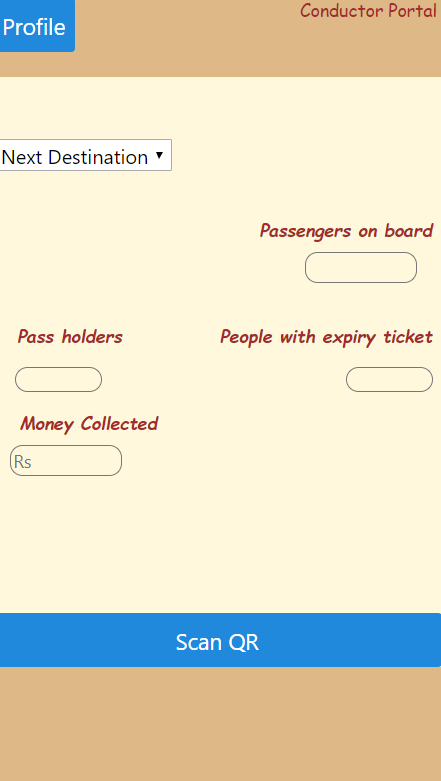 Profile
Conductor Portal
Next Destination
Passengers on board
Pass holders
People with expiry ticket
Money Collected
Rs
Scan QR